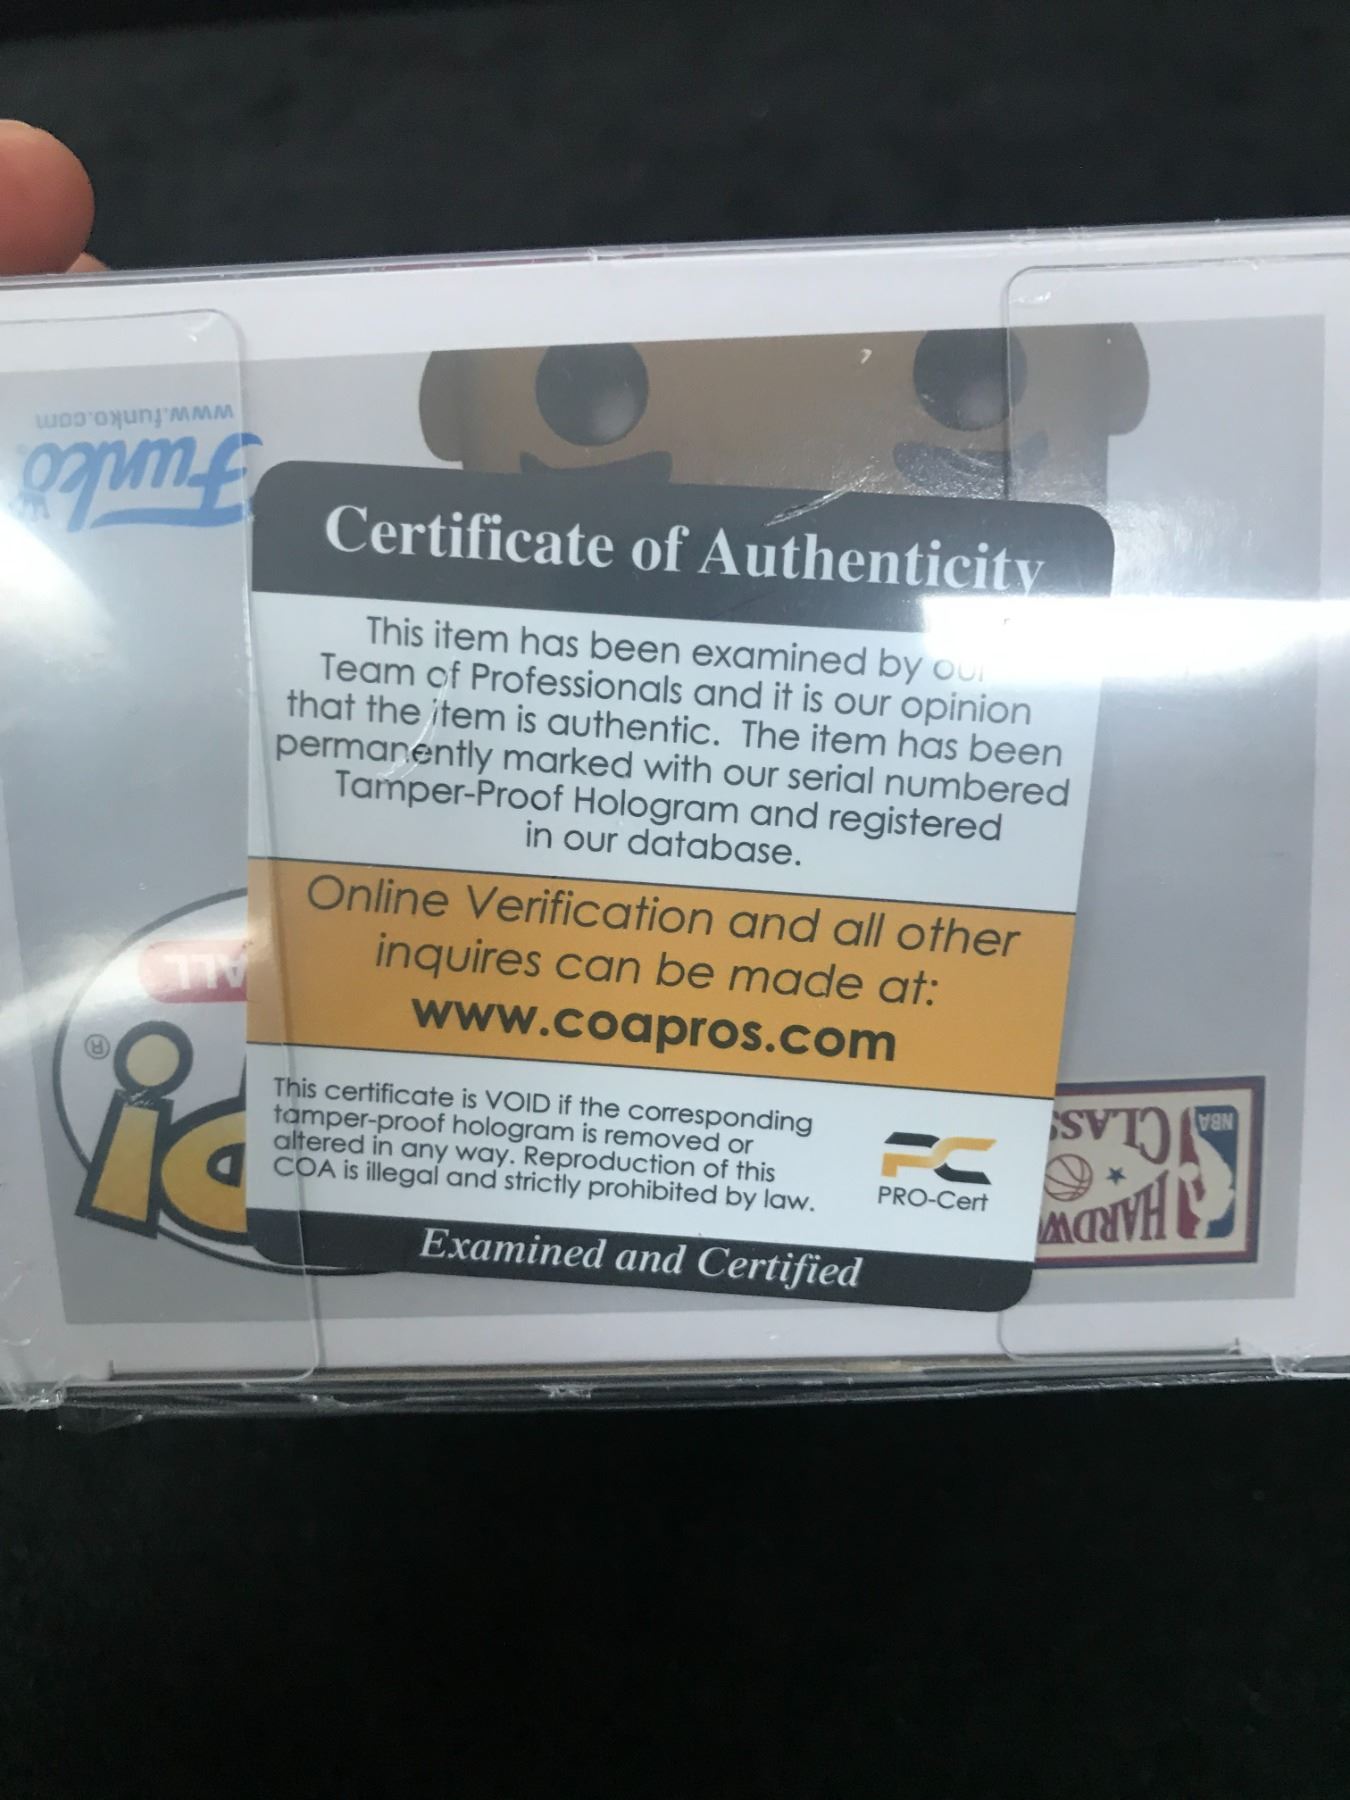 www.funko.com
Funko
Certificate of Authenticity
This item has been examined by our
Team of Professionals and it is our opinion
that the item is authentic. The item has been
permanently marked with our serial numbered
Tamper-Proof Hologram and registered
in our database.
Online Verification and all other
inquires can be made at:
www.coapros.com
This certificate is VOID if the corresponding
tamper-proof hologram is removed or
altered in any way. Reproduction of this
COA is illegal and strictly prohibited by law.
PRO-Cert
Examined and Certified
NBA